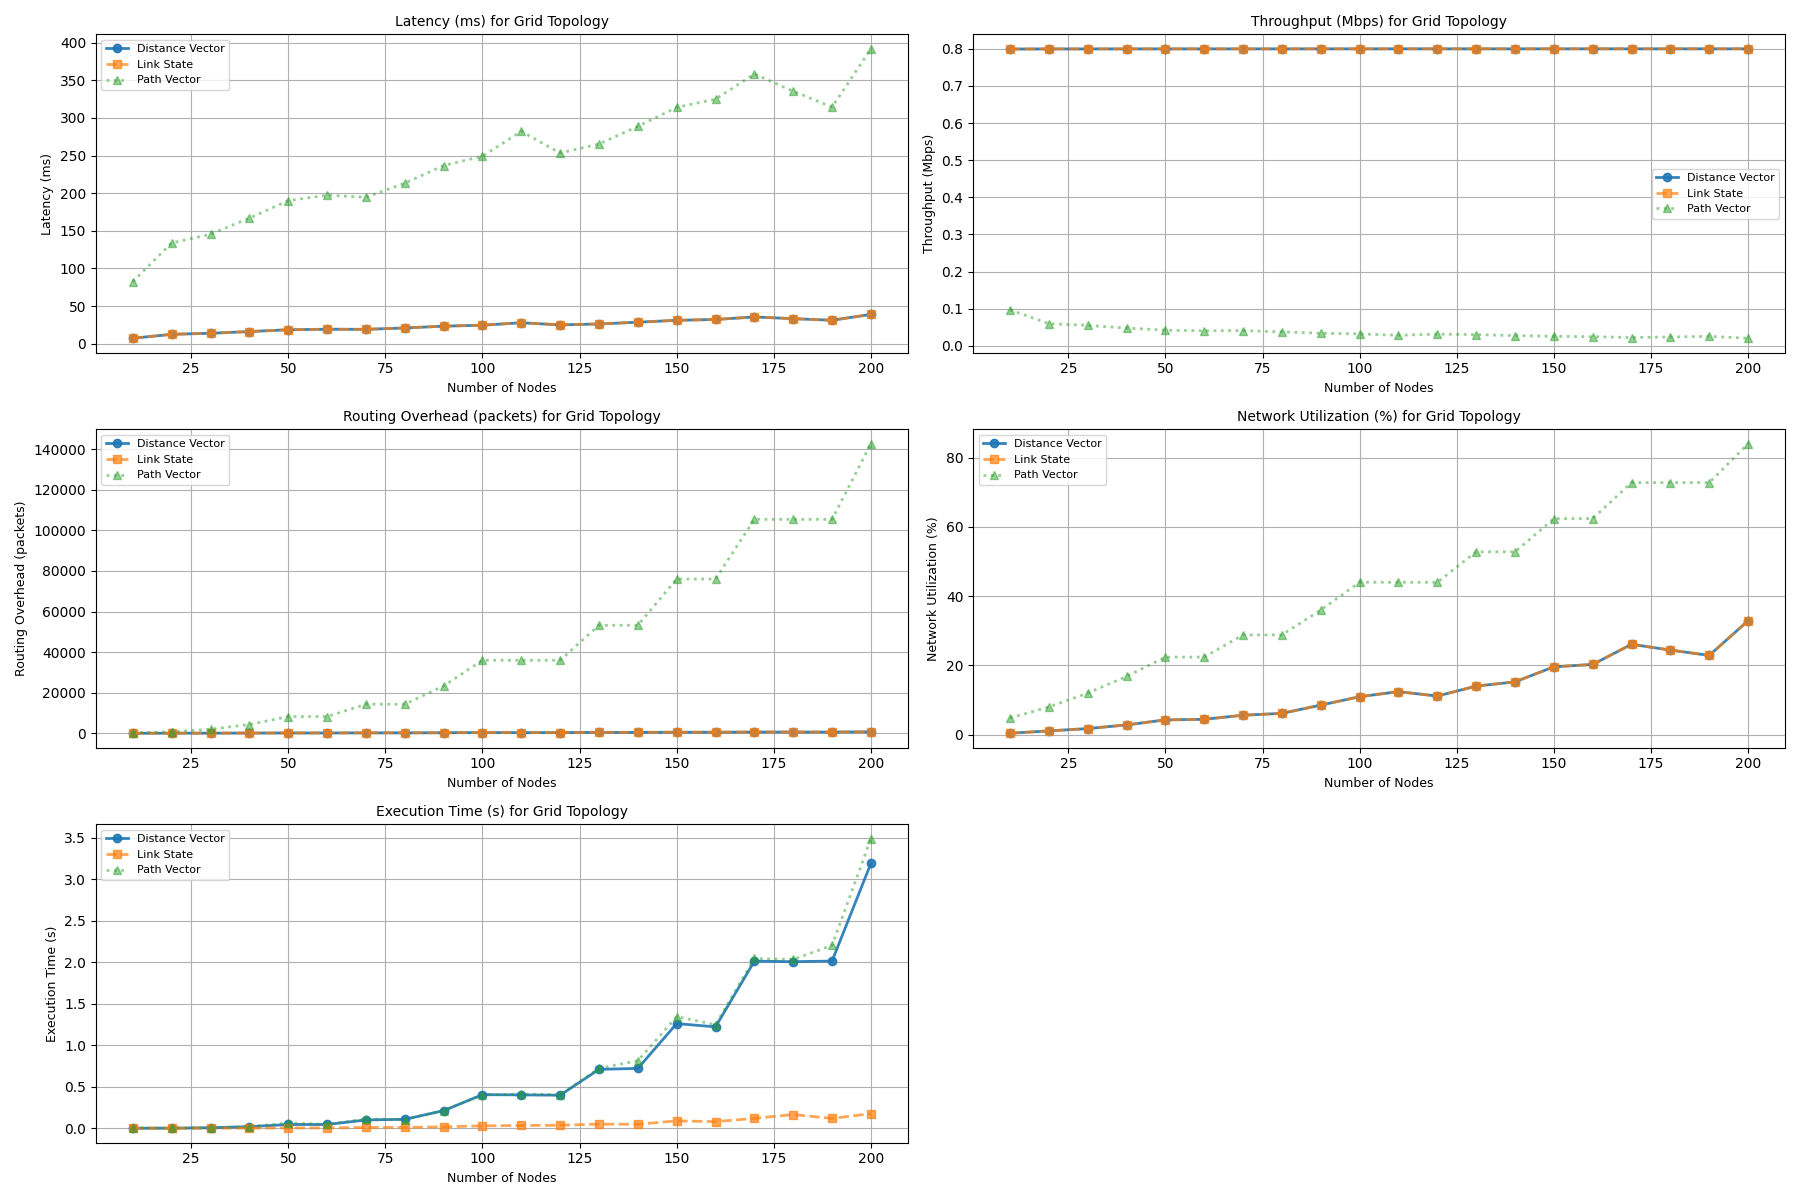 Latency (ms) for Grid Topology
Latency (ms)
400
350
300
250
200
150
100
50
0
Distance Vector
Link State
Path Vector
25 50 75 100 125 150 175 200
Number of Nodes
Throughput (Mbps) for Grid Topology
Throughput (Mbps)
0.8
0.7
0.6
0.5
0.4
0.3
0.2
0.1
0.0
Distance Vector
Link State
Path Vector
25 50 75 100 125 150 175 200
Number of Nodes
Routing Overhead (packets) for Grid Topology
Routing Overhead (packets)
140000
120000
100000
80000
60000
40000
20000
0
Distance Vector
Link State
Path Vector
25 50 75 100 125 150 175 200
Number of Nodes
Network Utilization (%) for Grid Topology
Network Utilization (%)
80
60
40
20
0
Distance Vector
Link State
Path Vector
25 50 75 100 125 150 175 200
Number of Nodes
Execution Time (s) for Grid Topology
Execution Time (s)
3.5
3.0
2.5
2.0
1.5
1.0
0.5
0.0
Distance Vector
Link State
Path Vector
25 50 75 100 125 150 175 200
Number of Nodes